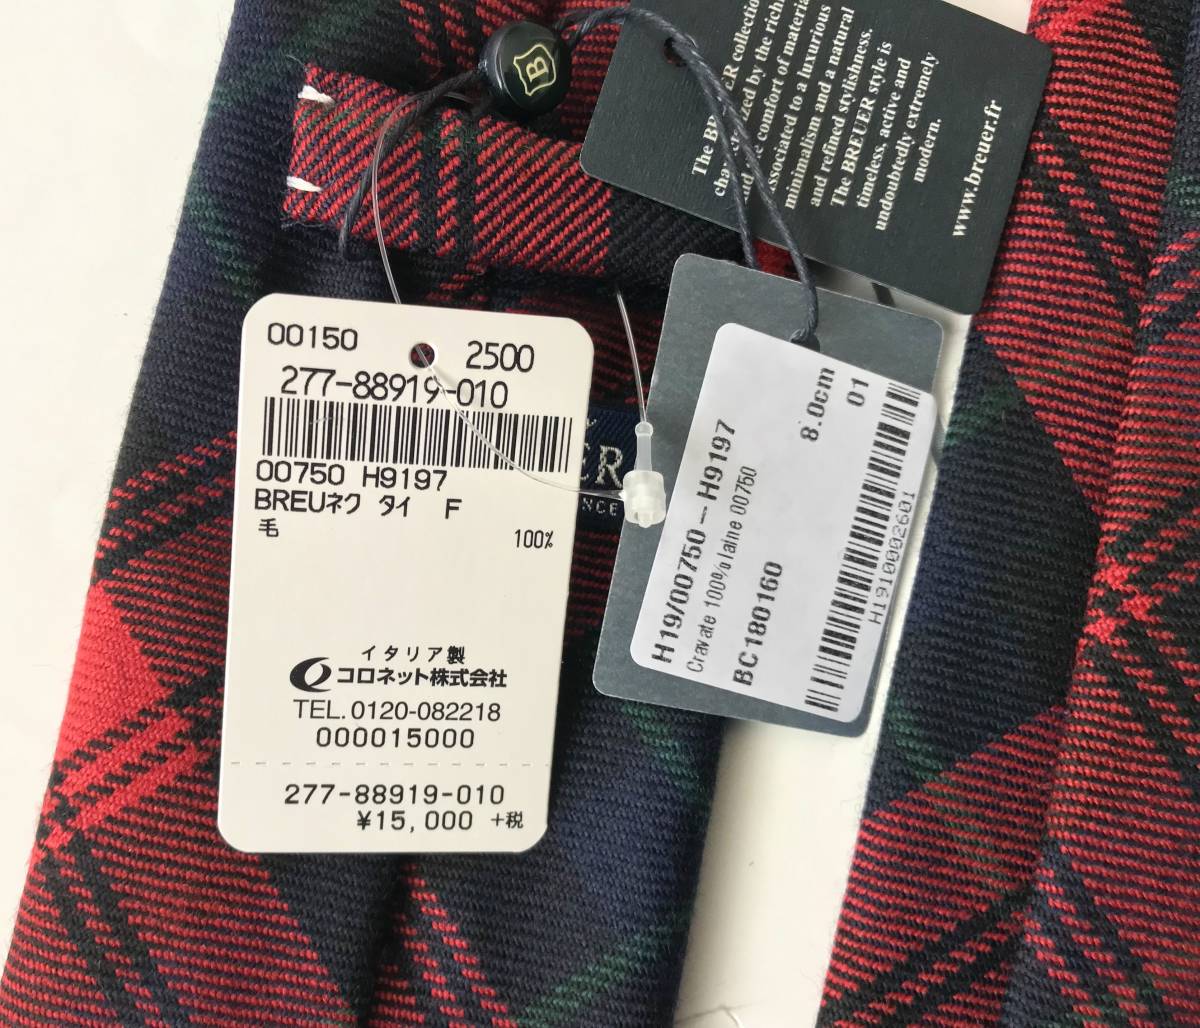 B
The BREUER collection
by the rich
comfort of material
associated to a luxurious
minimalism and a natural
and refined stylishness.
The BREUER style is
timeless, active and
undoubtedly extremely
modern.
www.breuer.fr
00150
2500
277-88919-010
00750 H9197
BREUネク タイ F
毛 100%
イタリア製
コロネット株式会社
TEL.0120-082218
000015000
277-88919-010
¥15,000 +税
H19/00750--H9197
Cravate 100% laine 00750
8.0cm
BC180160
01
H1910002601